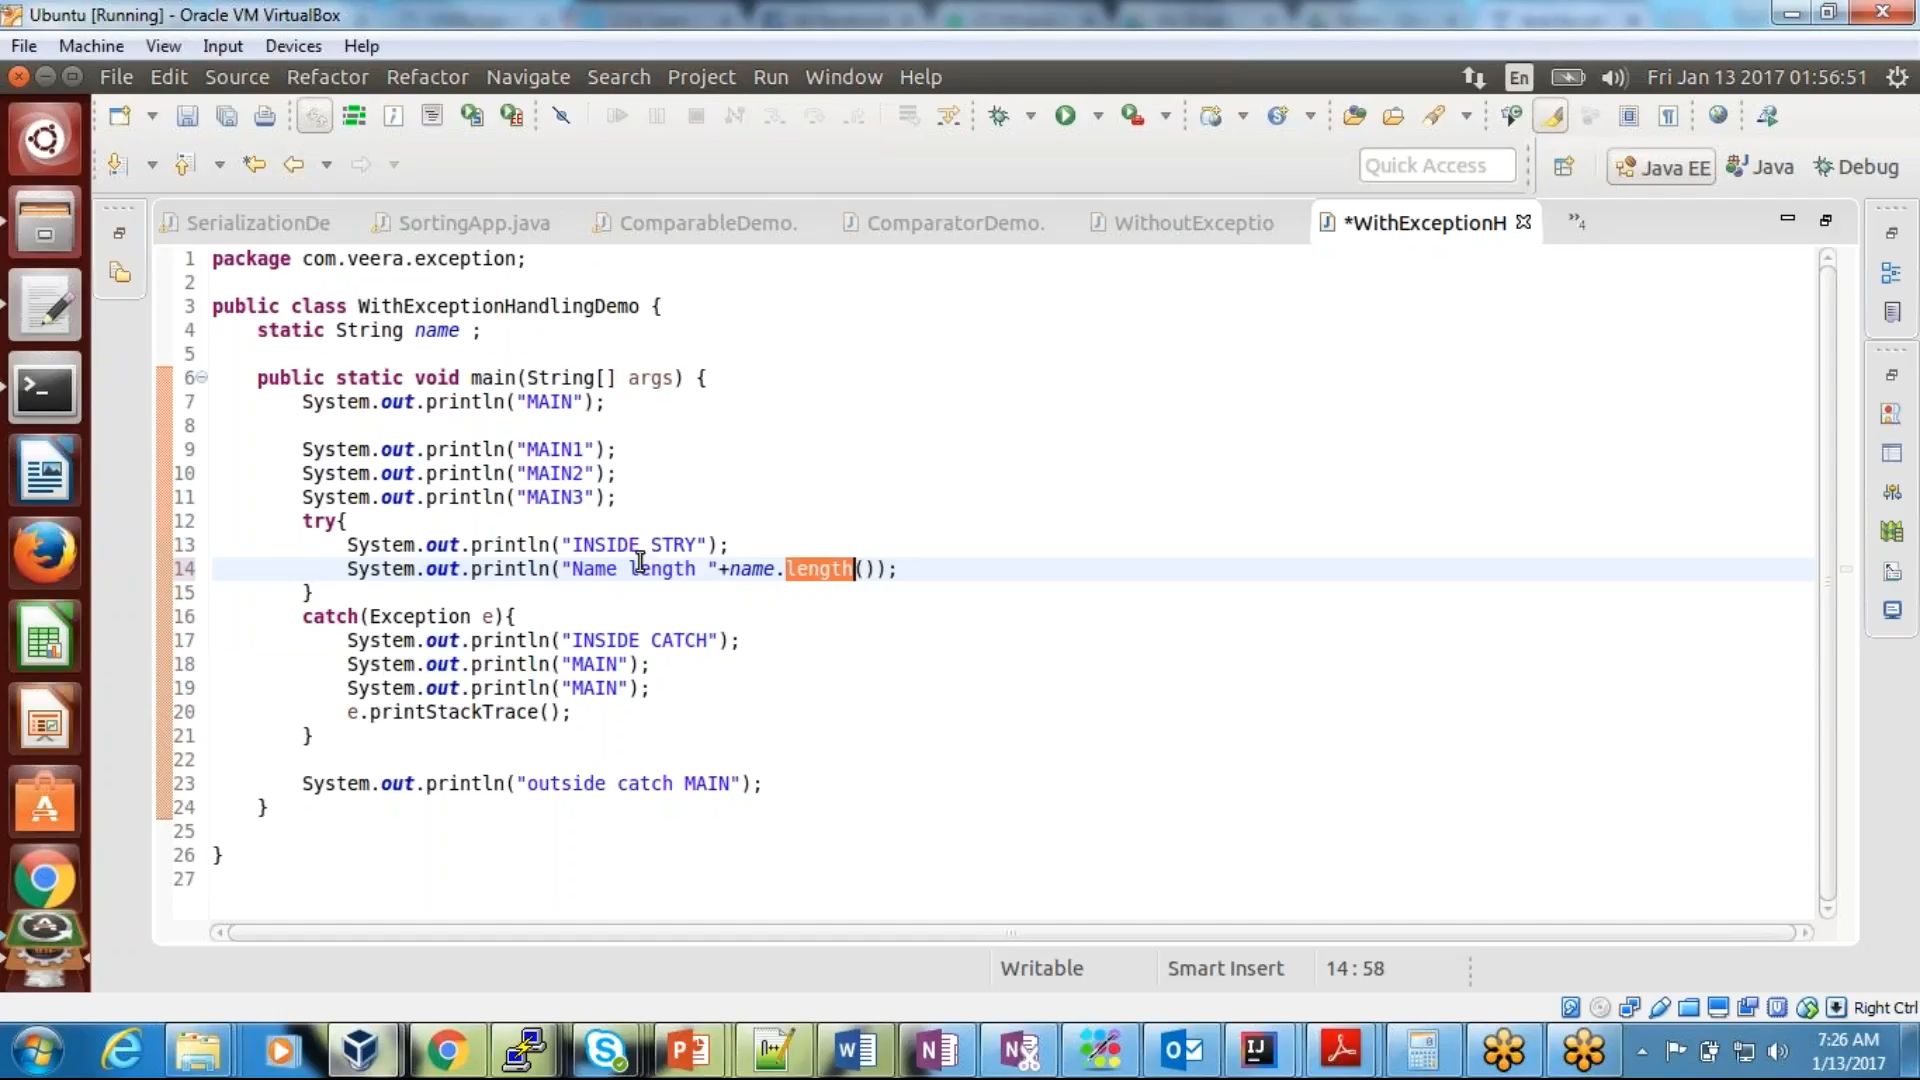 Ubuntu [Running] - Oracle VM VirtualBox
File Machine View Input Devices Help
File Edit Source Refactor Refactor Navigate Search Project Run Window Help En Fri Jan 13 2017 01:56:51
Quick Access Java EE Java Debug
SerializationDe SortingApp.java ComparableDemo. ComparatorDemo. WithoutExceptio *WithExceptionH "4
1 package com.veera.exception;
2
3 public class WithExceptionHandlingDemo {
4 static String name ;
5
6 public static void main(String[] args) {
7 System.out.println("MAIN");
8
9 System.out.println("MAIN1");
10 System.out.println("MAIN2");
11 System.out.println("MAIN3");
12 try{
13 System.out.println("INSIDE STRY");
14 System.out.println("Name length "+name.length());
15 }
16 catch(Exception e){
17 System.out.println("INSIDE CATCH");
18 System.out.println("MAIN");
19 System.out.println("MAIN");
20 e.printStackTrace();
21 }
22
23 System.out.println("outside catch MAIN");
24 }
25
26 }
27
Writable Smart Insert 14 : 58
Right Ctrl
7:26 AM
1/13/2017